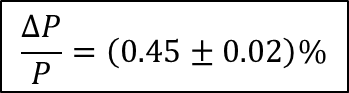 ΔP/P = (0.45 ± 0.02)%